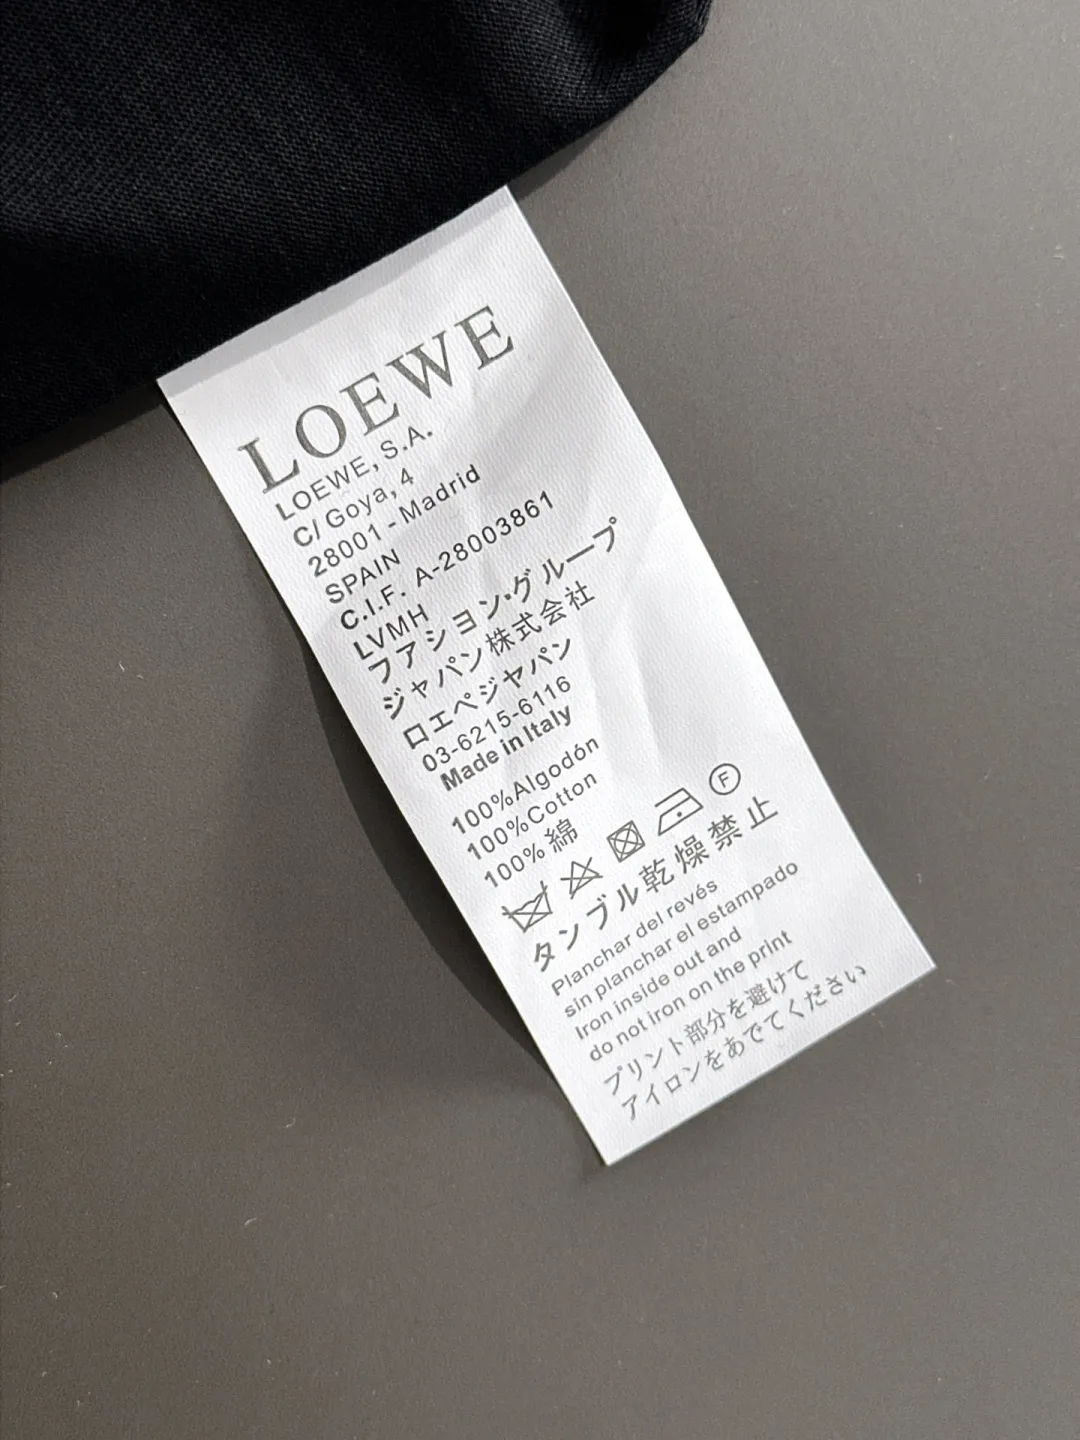 LOEWE
LOEWE, S.A.
C/ Goya, 4
28001 - Madrid
SPAIN
C.I.F. A-28003861
LVMH
フアション・グループ
ジャパン株式会社
ロエペジヤパン
03-6215-6116
Made in Italy
100%Algodón
100%Cotton
100% 綿
F
タンブル乾燥禁止
Planchar del revés
sin planchar el estampado
Iron inside out and
do not iron on the print
プリント部分を避けて
アイロンをあでてください